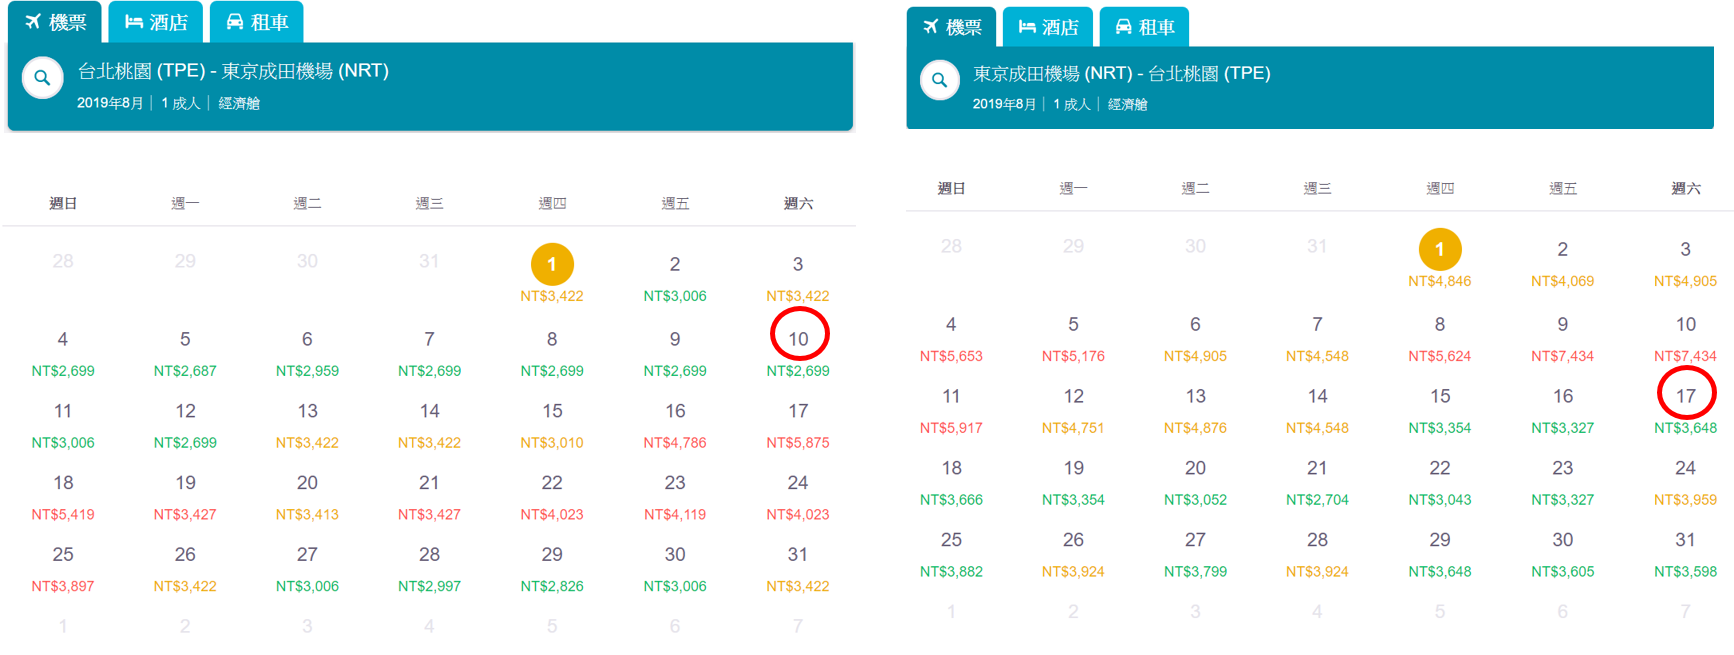 機票 酒店 租車
台北桃園 (TPE) - 東京成田機場 (NRT)
2019年8月 | 1 成人 | 經濟艙
週日 週一 週二 週三 週四 週五 週六
28 29 30 31 1 2 3
NT$3,422 NT$3,006 NT$3,422
4 5 6 7 8 9 10
NT$2,699 NT$2,687 NT$2,959 NT$2,699 NT$2,699 NT$2,699 NT$2,699
11 12 13 14 15 16 17
NT$3,006 NT$2,699 NT$3,422 NT$3,422 NT$3,010 NT$4,786 NT$5,875
18 19 20 21 22 23 24
NT$5,419 NT$3,427 NT$3,413 NT$3,427 NT$4,023 NT$4,119 NT$4,023
25 26 27 28 29 30 31
NT$3,897 NT$3,422 NT$3,006 NT$2,997 NT$2,826 NT$3,006 NT$3,422
1 2 3 4 5 6 7
機票 酒店 租車
東京成田機場 (NRT) - 台北桃園 (TPE)
2019年8月 | 1 成人 | 經濟艙
週日 週一 週二 週三 週四 週五 週六
28 29 30 31 1 2 3
NT$4,846 NT$4,069 NT$4,905
4 5 6 7 8 9 10
NT$5,653 NT$5,176 NT$4,905 NT$4,548 NT$5,624 NT$7,434 NT$7,434
11 12 13 14 15 16 17
NT$5,917 NT$4,751 NT$4,876 NT$4,548 NT$3,354 NT$3,327 NT$3,648
18 19 20 21 22 23 24
NT$3,666 NT$3,354 NT$3,052 NT$2,704 NT$3,043 NT$3,327 NT$3,959
25 26 27 28 29 30 31
NT$3,882 NT$3,924 NT$3,799 NT$3,924 NT$3,648 NT$3,605 NT$3,598
1 2 3 4 5 6 7